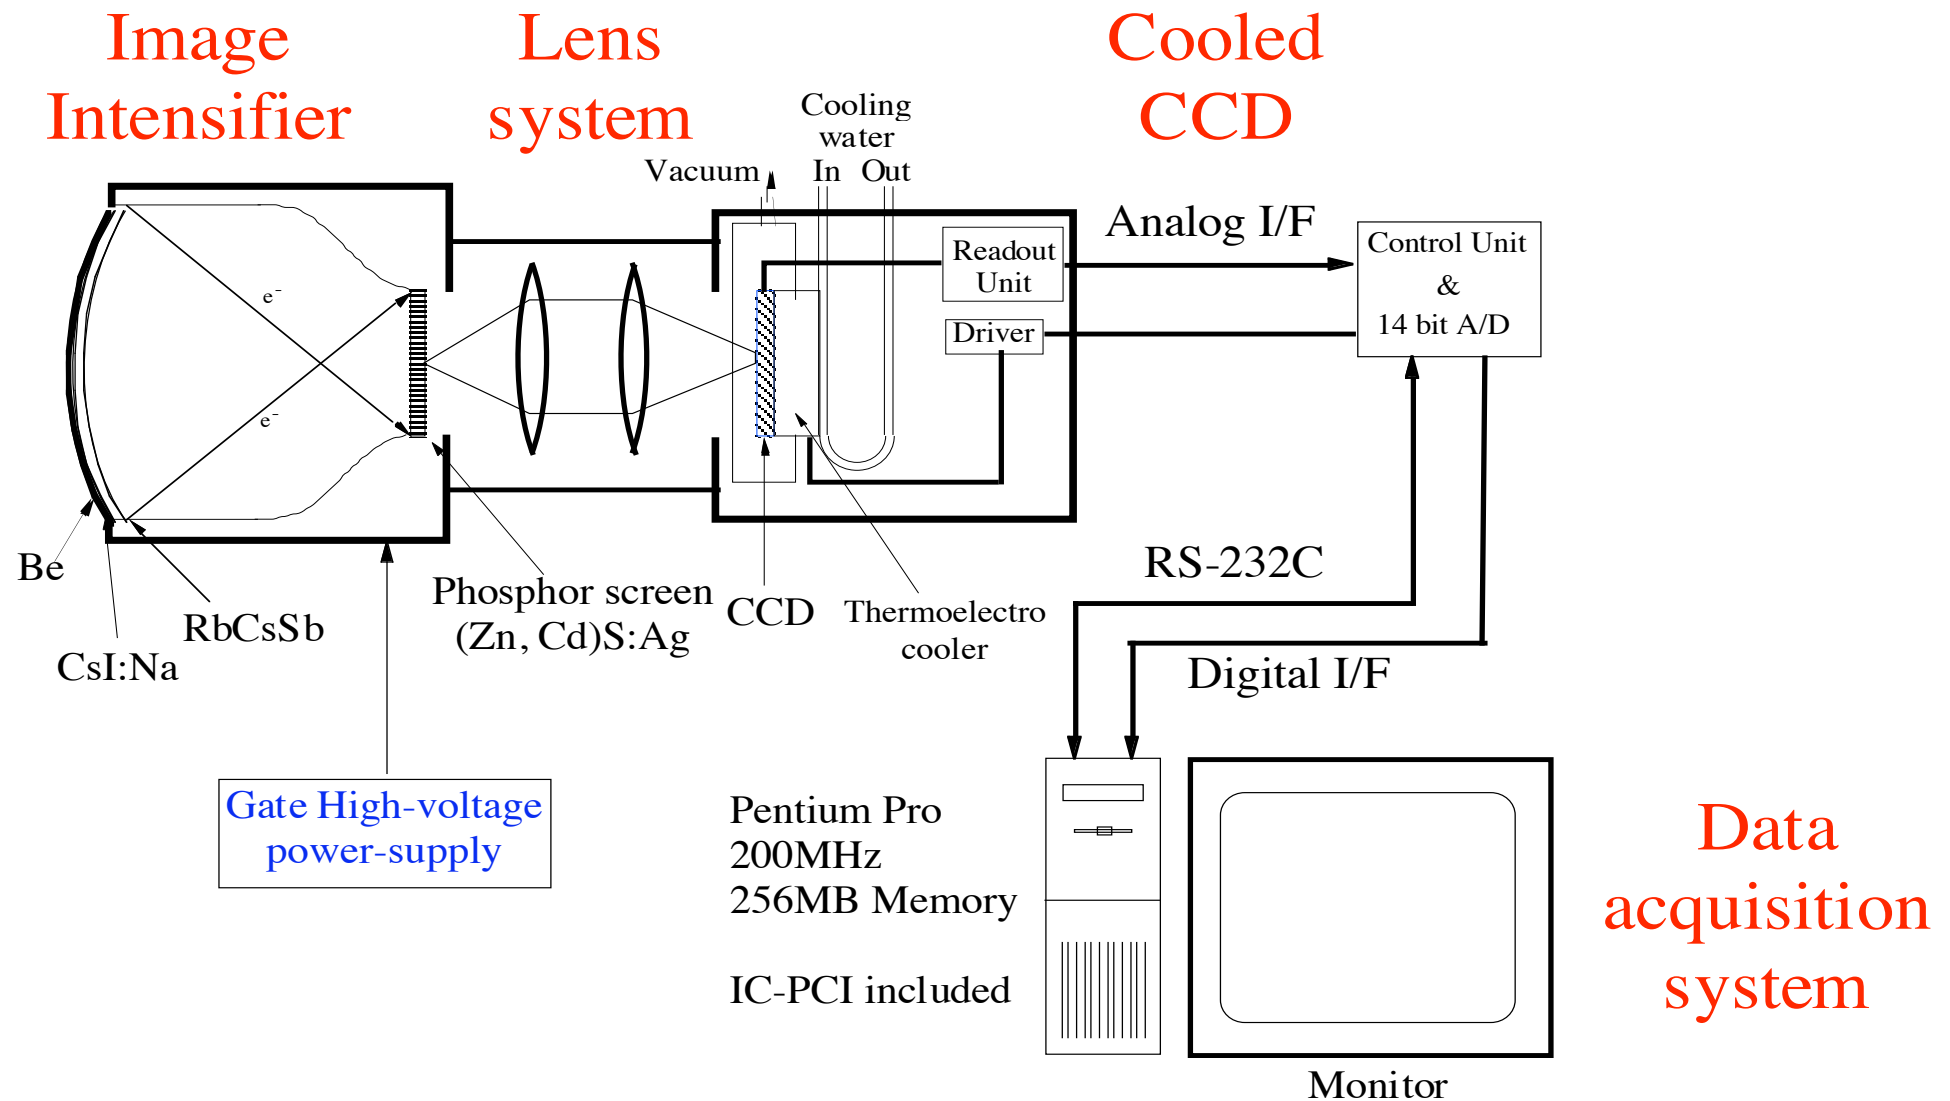 Image
Intensifier
Lens
system
Cooled
CCD
Cooling
water
Vacuum
In Out
Analog I/F
Readout
Unit
Driver
Control Unit
&
14 bit A/D
e-
e-
Be
CsI:Na
RbCsSb
Phosphor screen
(Zn, Cd)S:Ag
CCD
Thermoelectro
cooler
RS-232C
Digital I/F
Gate High-voltage
power-supply
Pentium Pro
200MHz
256MB Memory
IC-PCI included
Monitor
Data
acquisition
system